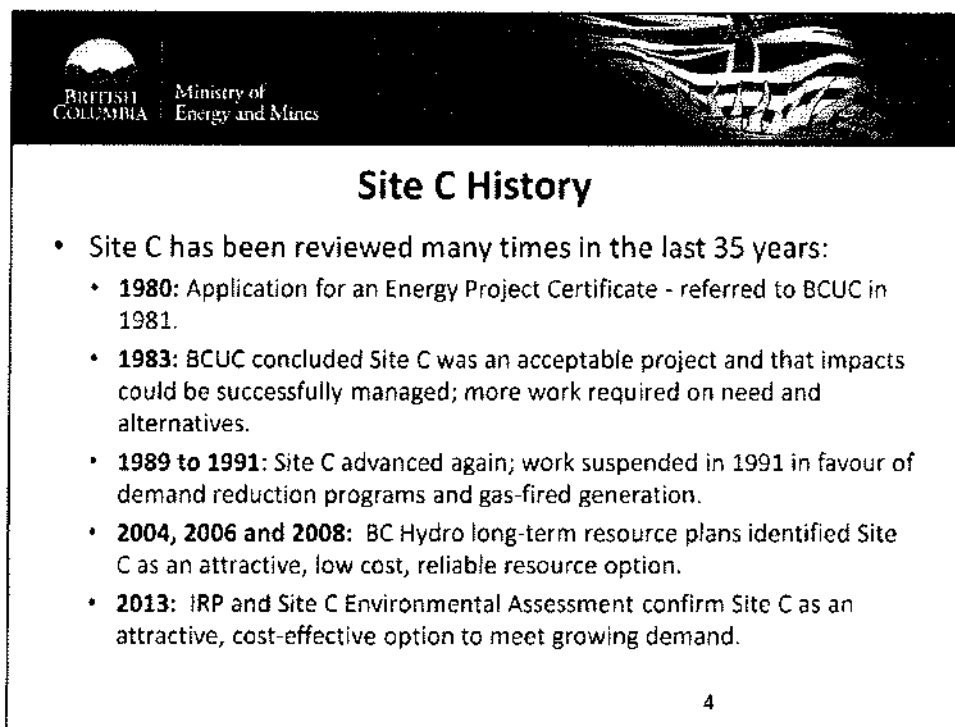 BRITISH
COLUMBIA
Ministry of
Energy and Mines
Site C History
• Site C has been reviewed many times in the last 35 years:
• 1980: Application for an Energy Project Certificate - referred to BCUC in
1981.
• 1983: BCUC concluded Site C was an acceptable project and that impacts
could be successfully managed; more work required on need and
alternatives.
• 1989 to 1991: Site C advanced again; work suspended in 1991 in favour of
demand reduction programs and gas-fired generation.
• 2004, 2006 and 2008: BC Hydro long-term resource plans identified Site
C as an attractive, low cost, reliable resource option.
• 2013: IRP and Site C Environmental Assessment confirm Site C as an
attractive, cost-effective option to meet growing demand.
4